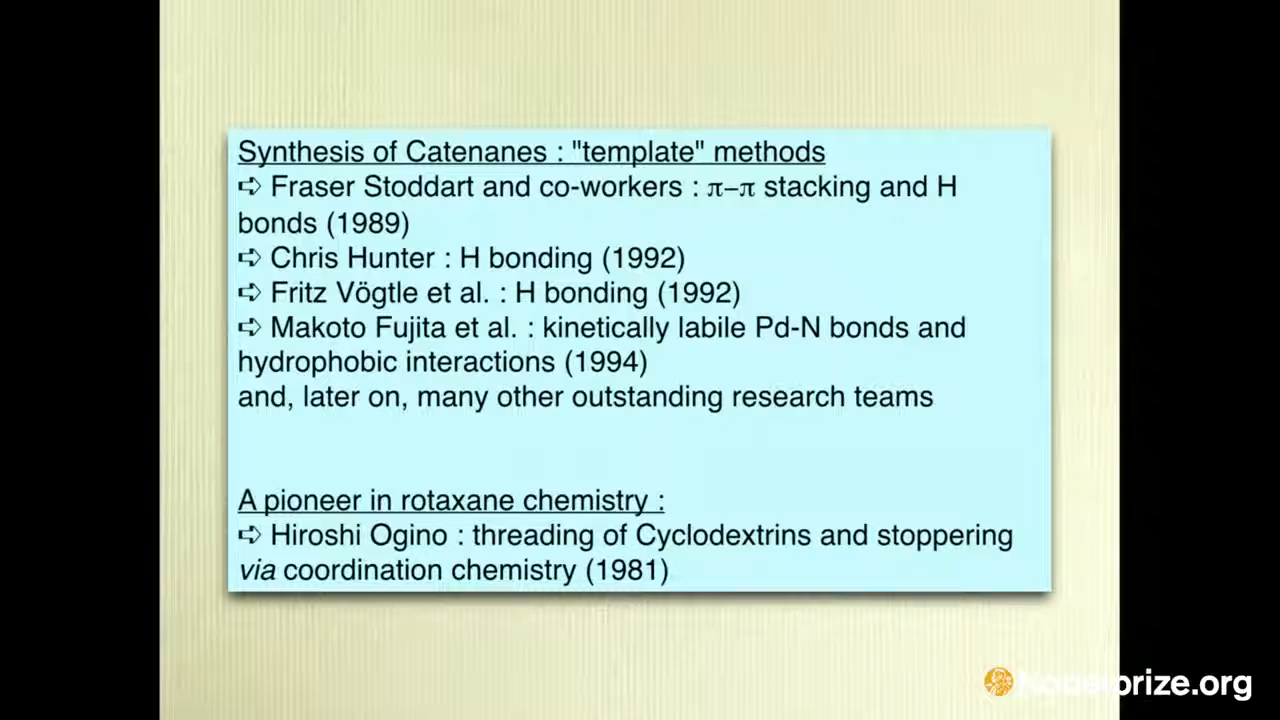 Synthesis of Catenanes : "template" methods
➪ Fraser Stoddart and co-workers : π–π stacking and H
bonds (1989)
➪ Chris Hunter : H bonding (1992)
➪ Fritz Vögtle et al. : H bonding (1992)
➪ Makoto Fujita et al. : kinetically labile Pd-N bonds and
hydrophobic interactions (1994)
and, later on, many other outstanding research teams
A pioneer in rotaxane chemistry :
➪ Hiroshi Ogino : threading of Cyclodextrins and stoppering
via coordination chemistry (1981)
Nobelprize.org